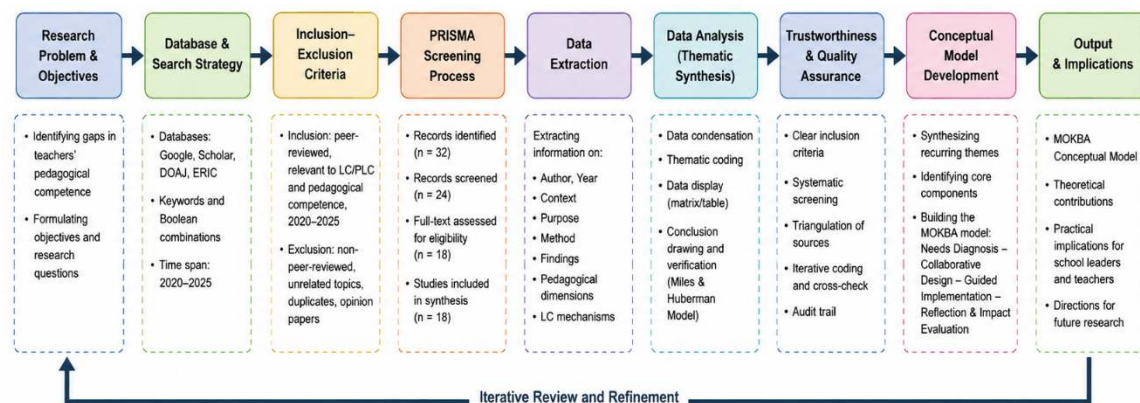 Research
Problem &
Objectives
Database &
Search Strategy
Inclusion–
Exclusion
Criteria
PRISMA
Screening
Process
Data
Extraction
Data Analysis
(Thematic
Synthesis)
Trustworthiness
& Quality
Assurance
Conceptual
Model
Development
Output
& Implications
• Identifying gaps in
teachers'
pedagogical
competence
• Formulating
objectives and
research
questions
• Databases:
Google, Scholar,
DOAJ, ERIC
• Keywords and
Boolean
combinations
• Time span:
2020–2025
• Inclusion: peer-
reviewed,
relevant to LC/PLC
and pedagogical
competence,
2020–2025
• Exclusion: non-
peer-reviewed,
unrelated topics,
duplicates, opinion
papers
• Records identified
(n = 32)
• Records screened
(n = 24)
• Full-text assessed
for eligibility
(n = 18)
• Studies included
in synthesis
(n = 18)
Extracting
information on:
• Author, Year
• Context
• Purpose
• Method
• Findings
• Pedagogical
dimensions
• LC mechanisms
• Data condensation
• Thematic coding
• Data display
(matrix/table)
• Conclusion
drawing and
verification
(Miles &
Huberman
Model)
• Clear inclusion
criteria
• Systematic
screening
• Triangulation of
sources
• Iterative coding
and cross-check
• Audit trail
• Synthesizing
recurring themes
• Identifying core
components
• Building the
MOKBA model:
Needs Diagnosis –
Collaborative
Design – Guided
Implementation –
Reflection & Impact
Evaluation
• MOKBA
Conceptual Model
• Theoretical
contributions
• Practical
implications for
school leaders
and teachers
• Directions for
future research
Iterative Review and Refinement